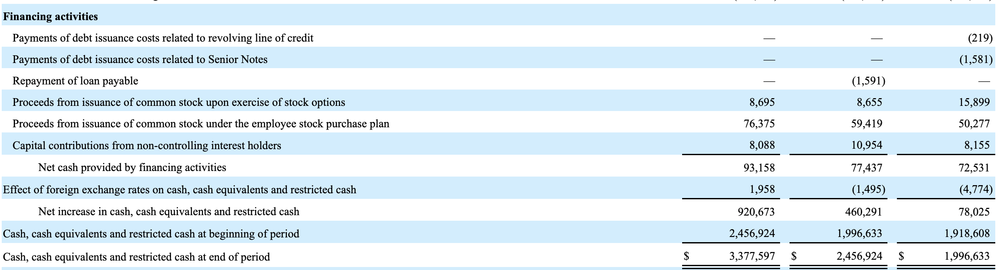 Financing activities
Payments of debt issuance costs related to revolving line of credit — — (219)
Payments of debt issuance costs related to Senior Notes — — (1,581)
Repayment of loan payable — (1,591) —
Proceeds from issuance of common stock upon exercise of stock options 8,695 8,655 15,899
Proceeds from issuance of common stock under the employee stock purchase plan 76,375 59,419 50,277
Capital contributions from non-controlling interest holders 8,088 10,954 8,155
Net cash provided by financing activities 93,158 77,437 72,531
Effect of foreign exchange rates on cash, cash equivalents and restricted cash 1,958 (1,495) (4,774)
Net increase in cash, cash equivalents and restricted cash 920,673 460,291 78,025
Cash, cash equivalents and restricted cash at beginning of period 2,456,924 1,996,633 1,918,608
Cash, cash equivalents and restricted cash at end of period $ 3,377,597 $ 2,456,924 $ 1,996,633